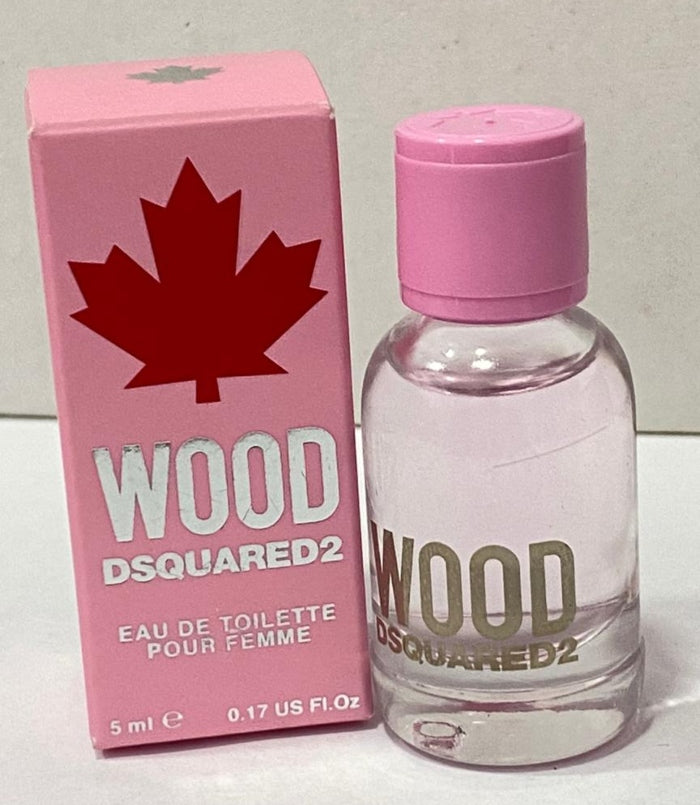 WOOD
DSQUARED2
EAU DE TOILETTE
POUR FEMME
5 ml ℮ 0.17 US Fl.Oz
WOOD
DSQUARED2